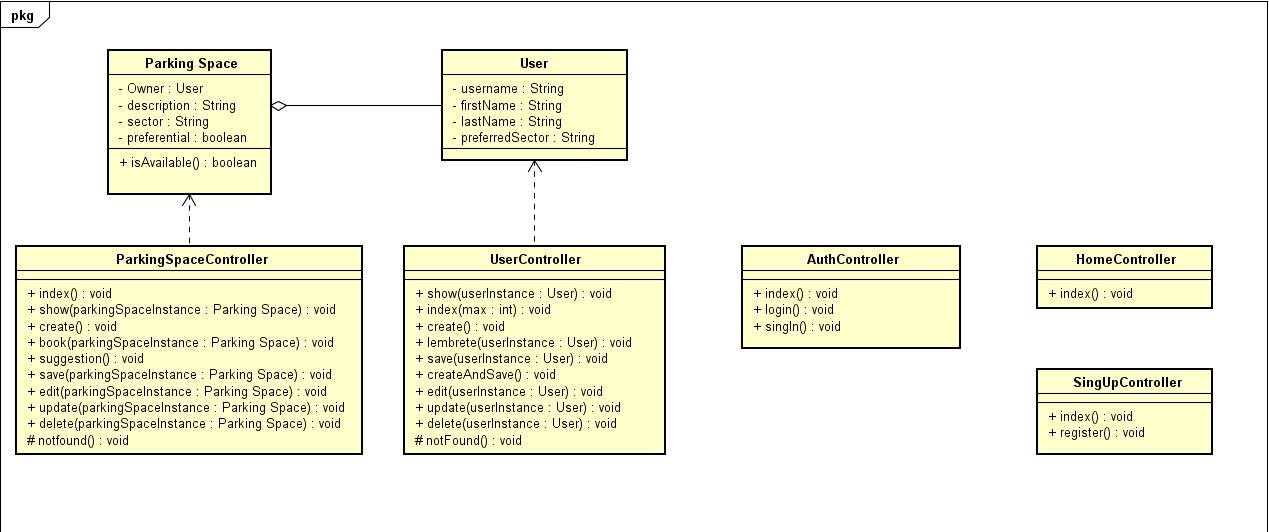 pkg
Parking Space
- Owner : User
- description : String
- sector : String
- preferential : boolean
+ isAvailable() : boolean
User
- username : String
- firstName : String
- lastName : String
- preferredSector : String
ParkingSpaceController
+ index() : void
+ show(parkingSpaceInstance : Parking Space) : void
+ create() : void
+ book(parkingSpaceInstance : Parking Space) : void
+ suggestion() : void
+ save(parkingSpaceInstance : Parking Space) : void
+ edit(parkingSpaceInstance : Parking Space) : void
+ update(parkingSpaceInstance : Parking Space) : void
+ delete(parkingSpaceInstance : Parking Space) : void
# notfound() : void
UserController
+ show(userInstance : User) : void
+ index(max : int) : void
+ create() : void
+ lembrete(userInstance : User) : void
+ save(userInstance : User) : void
+ createAndSave() : void
+ edit(userInstance : User) : void
+ update(userInstance : User) : void
+ delete(userInstance : User) : void
# notFound() : void
AuthController
+ index() : void
+ login() : void
+ singIn() : void
HomeController
+ index() : void
SingUpController
+ index() : void
+ register() : void